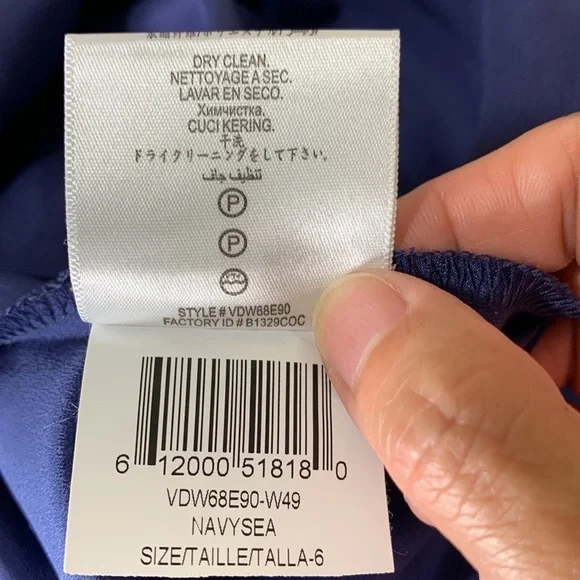 DRY CLEAN.
NETTOYAGE A SEC.
LAVAR EN SECO.
Химчистка.
CUCI KERING.
干洗
ドライクリーニングをして下さい。
تنظيف جاف
P
P
STYLE # VDW68E90
FACTORY ID # B1329COC
6 12000 51818 0
VDW68E90-W49
NAVYSEA
SIZE/TAILLE/TALLA-6